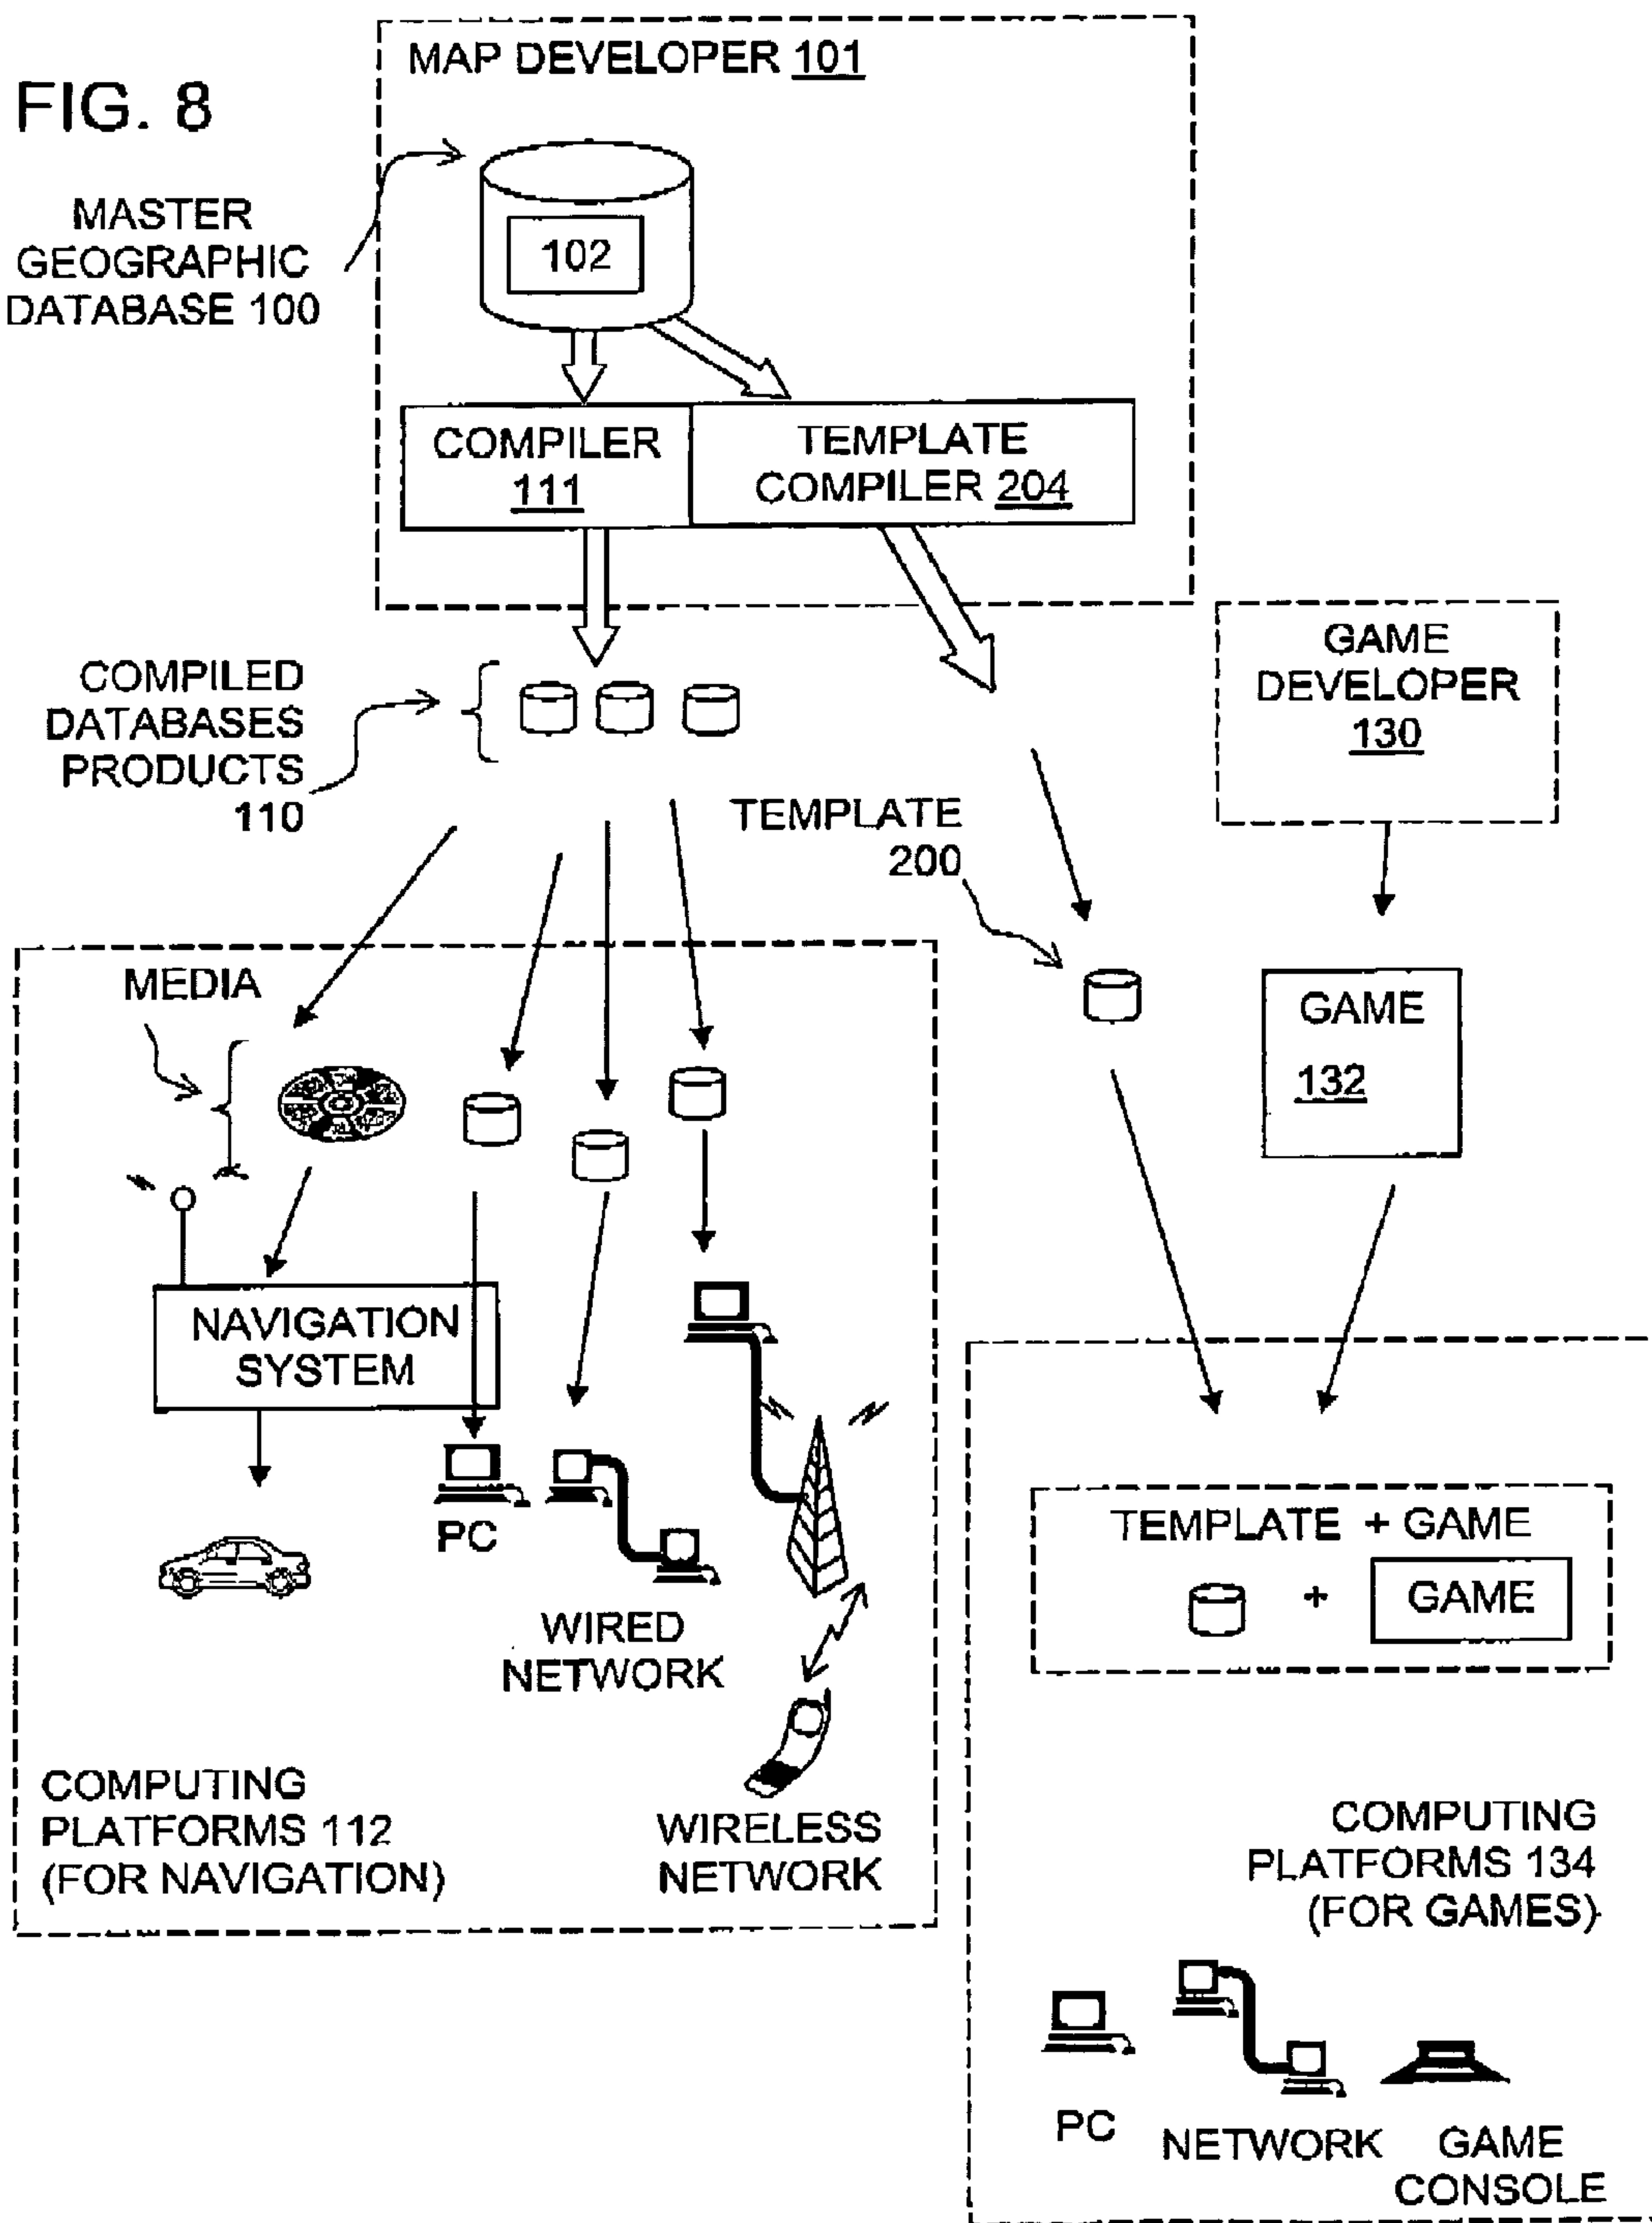 FIG. 8
MAP DEVELOPER 101
MASTER
GEOGRAPHIC
DATABASE 100
102
COMPILER
111
TEMPLATE
COMPILER 204
COMPILED
DATABASES
PRODUCTS
110
GAME
DEVELOPER
130
TEMPLATE
200
MEDIA
GAME
132
NAVIGATION
SYSTEM
PC
WIRED
NETWORK
WIRELESS
NETWORK
COMPUTING
PLATFORMS 112
(FOR NAVIGATION)
TEMPLATE + GAME
+
GAME
COMPUTING
PLATFORMS 134
(FOR GAMES)
PC
NETWORK
GAME
CONSOLE